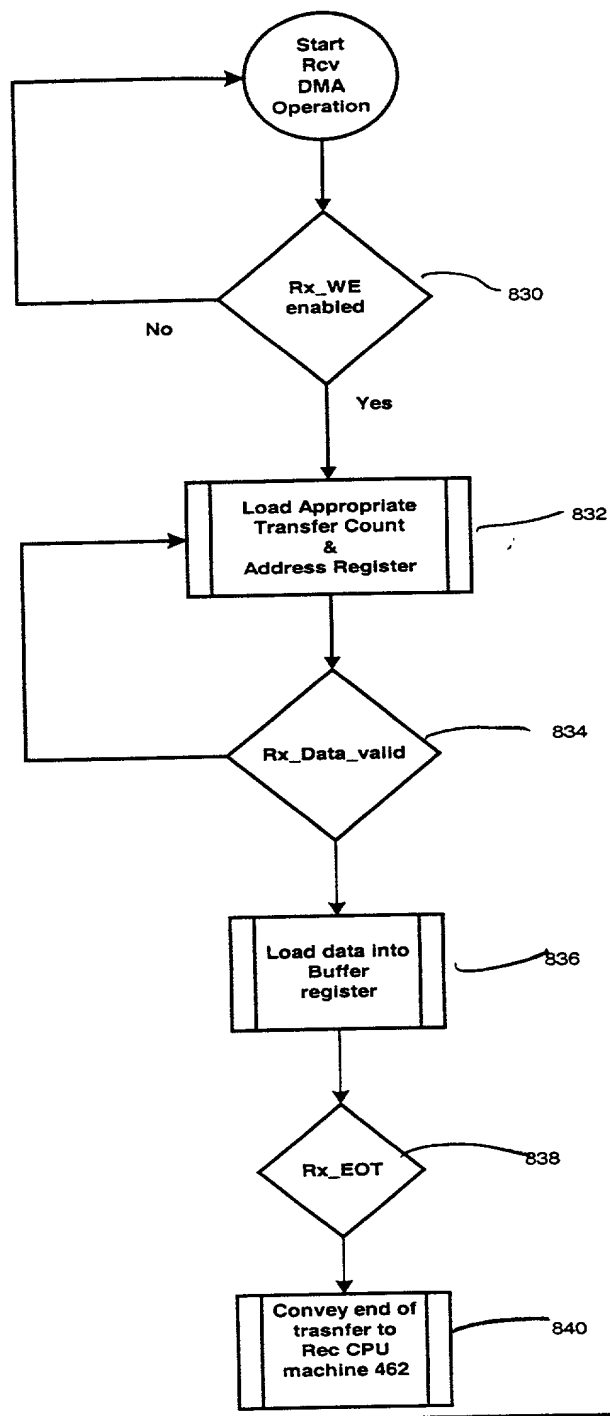 Start
Rcv
DMA
Operation
Rx_WE
enabled
830
No
Yes
Load Appropriate
Transfer Count
&
Address Register
832
Rx_Data_valid
834
Load data into
Buffer
register
836
Rx_EOT
838
Convey end of
trasnfer to
Rec CPU
machine 462
840